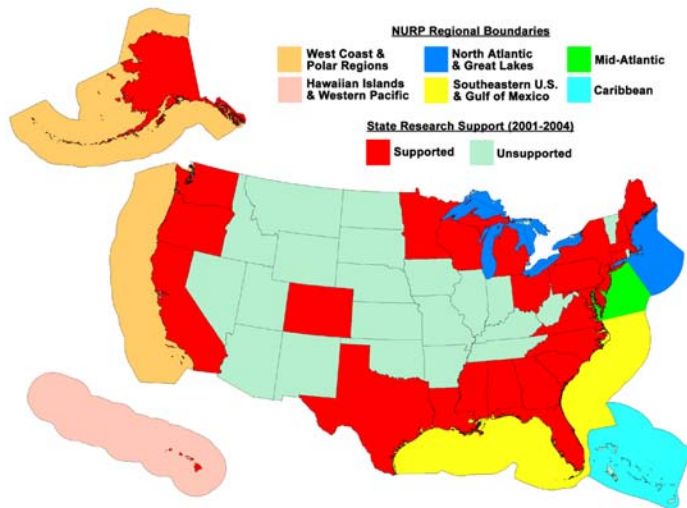 NURP Regional Boundaries
West Coast &
Polar Regions
North Atlantic
& Great Lakes
Mid-Atlantic
Hawaiian Islands
& Western Pacific
Southeastern U.S.
& Gulf of Mexico
Caribbean
State Research Support (2001-2004)
Supported
Unsupported